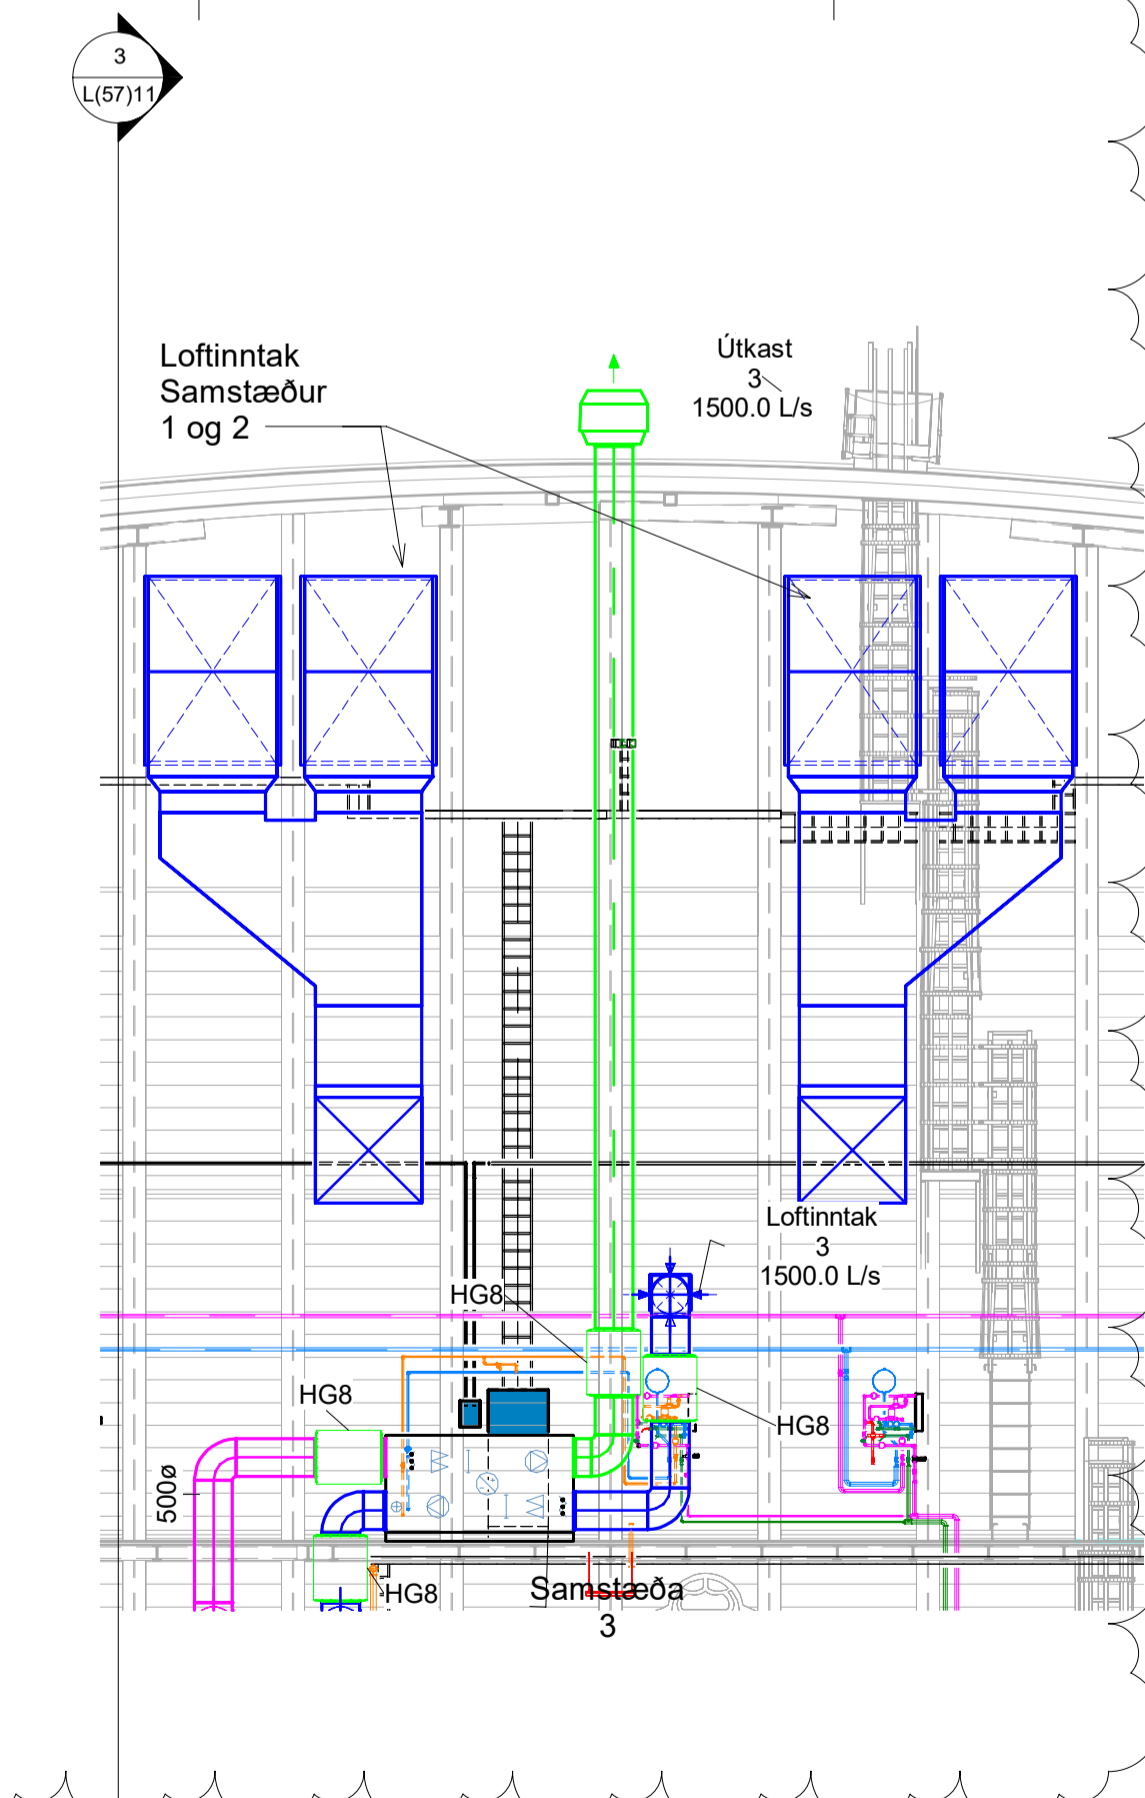 3
L(57)11
Loftinntak
Samstæður
1 og 2
Útkast
3
1500.0 L/s
Loftinntak
3
1500.0 L/s
HG8
HG8
HG8
500ø
HG8
Samstæða
3